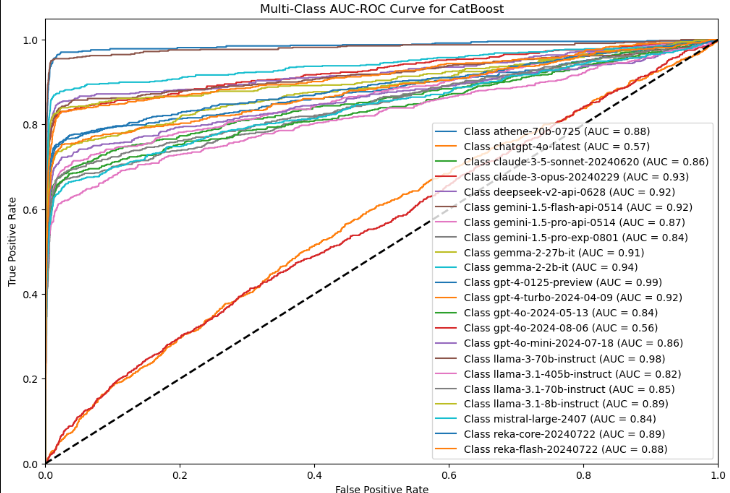 Multi-Class AUC-ROC Curve for CatBoost
1.0
0.8
0.6
0.4
0.2
0.0
True Positive Rate
Class athene-70b-0725 (AUC = 0.88)
Class chatgpt-4o-latest (AUC = 0.57)
Class claude-3-5-sonnet-20240620 (AUC = 0.86)
Class claude-3-opus-20240229 (AUC = 0.93)
Class deepseek-v2-api-0628 (AUC = 0.92)
Class gemini-1.5-flash-api-0514 (AUC = 0.92)
Class gemini-1.5-pro-api-0514 (AUC = 0.87)
Class gemini-1.5-pro-exp-0801 (AUC = 0.84)
Class gemma-2-27b-it (AUC = 0.91)
Class gemma-2-2b-it (AUC = 0.94)
Class gpt-4-0125-preview (AUC = 0.99)
Class gpt-4-turbo-2024-04-09 (AUC = 0.92)
Class gpt-4o-2024-05-13 (AUC = 0.84)
Class gpt-4o-2024-08-06 (AUC = 0.56)
Class gpt-4o-mini-2024-07-18 (AUC = 0.86)
Class llama-3-70b-instruct (AUC = 0.98)
Class llama-3.1-405b-instruct (AUC = 0.82)
Class llama-3.1-70b-instruct (AUC = 0.85)
Class llama-3.1-8b-instruct (AUC = 0.89)
Class mistral-large-2407 (AUC = 0.84)
Class reka-core-20240722 (AUC = 0.89)
Class reka-flash-20240722 (AUC = 0.88)
0.0 0.2 0.4 0.6 0.8 1.0
False Positive Rate